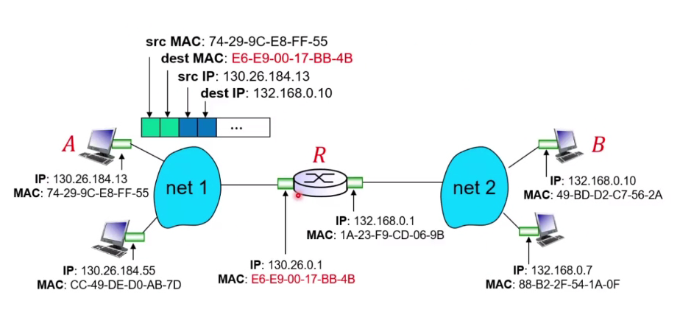 src MAC: 74-29-9C-E8-FF-55
dest MAC: E6-E9-00-17-BB-4B
src IP: 130.26.184.13
dest IP: 132.168.0.10
...
A
R
B
net 1
net 2
IP: 130.26.184.13
MAC: 74-29-9C-E8-FF-55
IP: 132.168.0.10
MAC: 49-BD-D2-C7-56-2A
IP: 132.168.0.1
MAC: 1A-23-F9-CD-06-9B
IP: 130.26.184.55
MAC: CC-49-DE-D0-AB-7D
IP: 130.26.0.1
MAC: E6-E9-00-17-BB-4B
IP: 132.168.0.7
MAC: 88-B2-2F-54-1A-0F